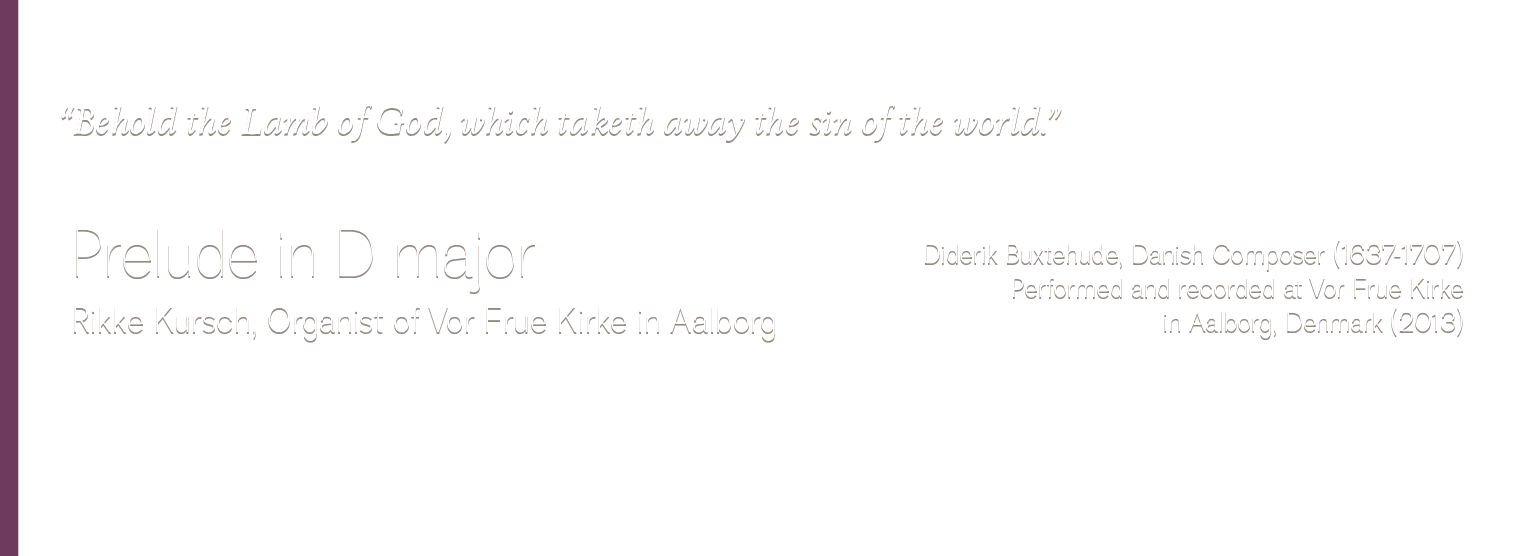 “Behold the Lamb of God, which taketh away the sin of the world.”
Prelude in D major
Rikke Kursch, Organist of Vor Frue Kirke in Aalborg
Diderik Buxtehude, Danish Composer (1637-1707)
Performed and recorded at Vor Frue Kirke
in Aalborg, Denmark (2013)